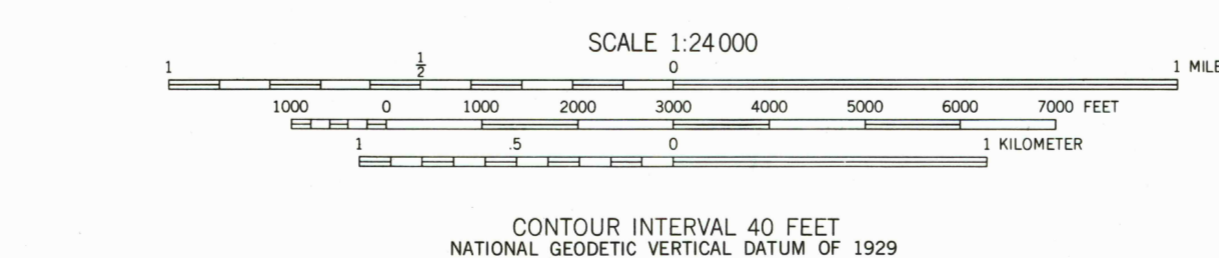 SCALE 1:24 000
1 1/2 0 1 MILE
1000 0 1000 2000 3000 4000 5000 6000 7000 FEET
1 .5 0 1 KILOMETER
CONTOUR INTERVAL 40 FEET
NATIONAL GEODETIC VERTICAL DATUM OF 1929